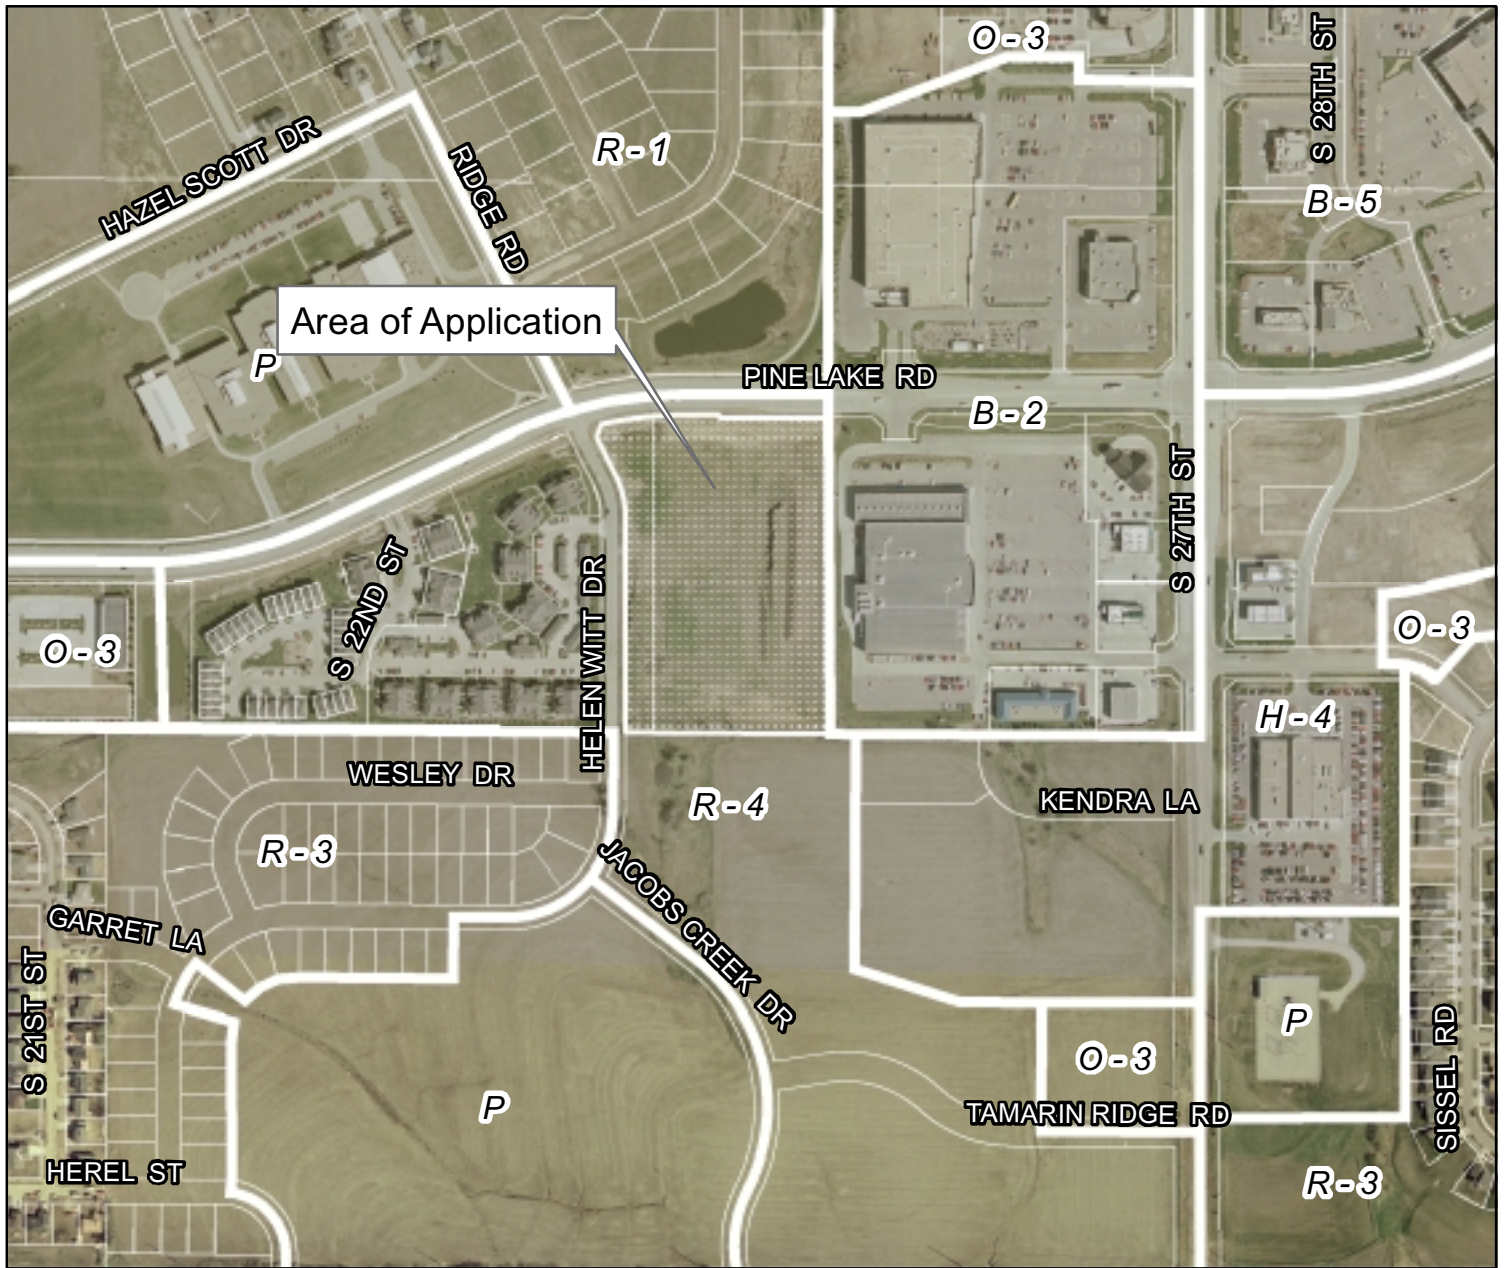 O - 3
S 28TH ST
HAZEL SCOTT DR
RIDGE RD
R - 1
B - 5
Area of Application
P
PINE LAKE RD
B - 2
S 27TH ST
S 22ND ST
HELEN WITT DR
O - 3
O - 3
H - 4
WESLEY DR
R - 4
KENDRA LA
R - 3
JACOBS CREEK DR
GARRET LA
S 21ST ST
P
O - 3
SISSEL RD
P
TAMARIN RIDGE RD
HEREL ST
R - 3